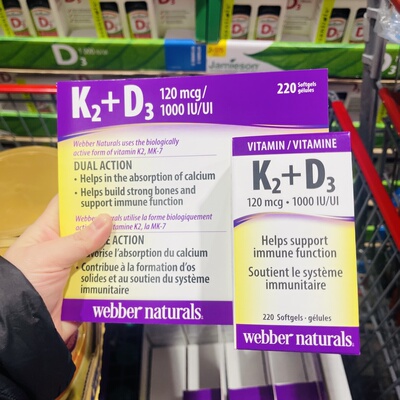 D₃
Jamieson
K₂+D₃ 120 mcg/
1000 IU/UI
220 Softgels
gélules
Webber Naturals uses the biologically
active form of vitamin K2, MK-7
DUAL ACTION
• Helps in the absorption of calcium
• Helps build strong bones and
support immune function
Webber Naturals utilise la forme biologiquement
active vitamine K2, la MK-7
E ACTION
avorise l'absorption du calcium
• Contribue à la formation d'os
solides et au soutien du système
immunitaire
webber naturals.
VITAMIN / VITAMINE
K₂+D₃
120 mcg • 1000 IU/UI
Helps support
immune function
Soutient le système
immunitaire
220 Softgels · gélules
webber naturals.